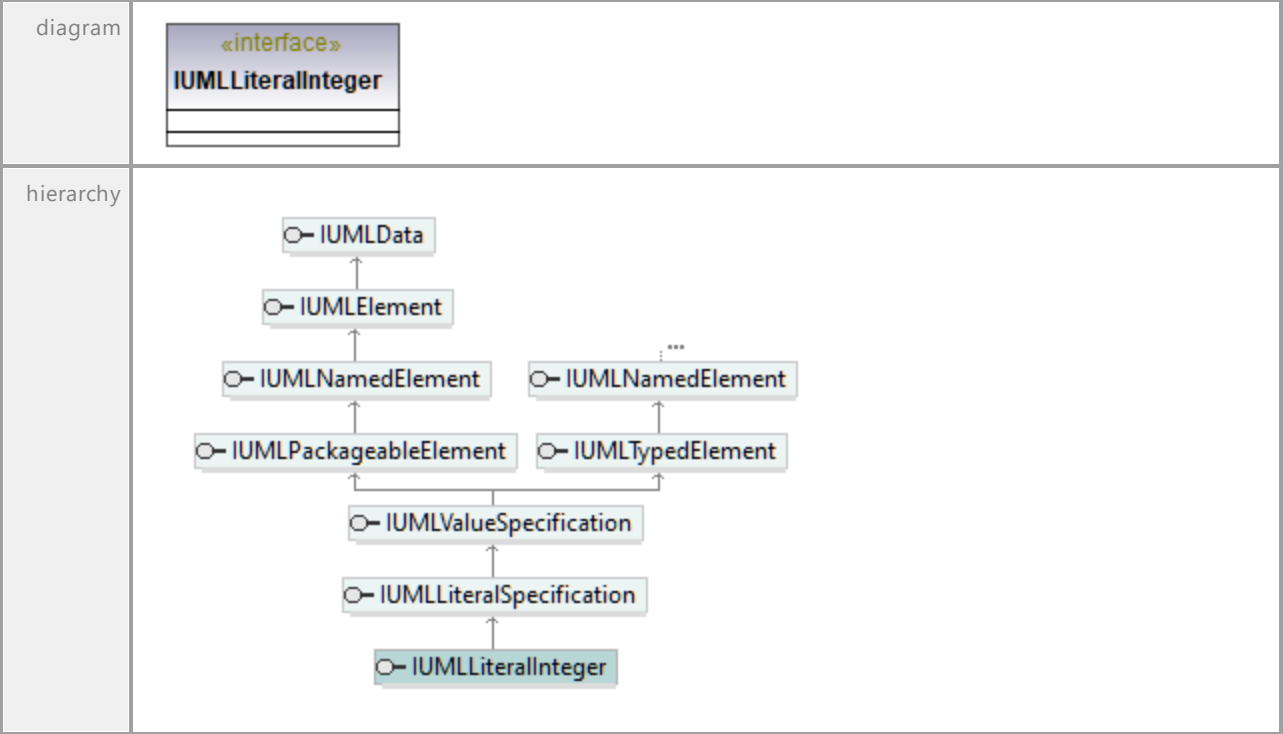 diagram
«interface»
IUMLLiteralInteger
hierarchy
IUMLData
IUMLElement
...
IUMLNamedElement IUMLNamedElement
IUMLPackageableElement IUMLTypedElement
IUMLValueSpecification
IUMLLiteralSpecification
IUMLLiteralInteger